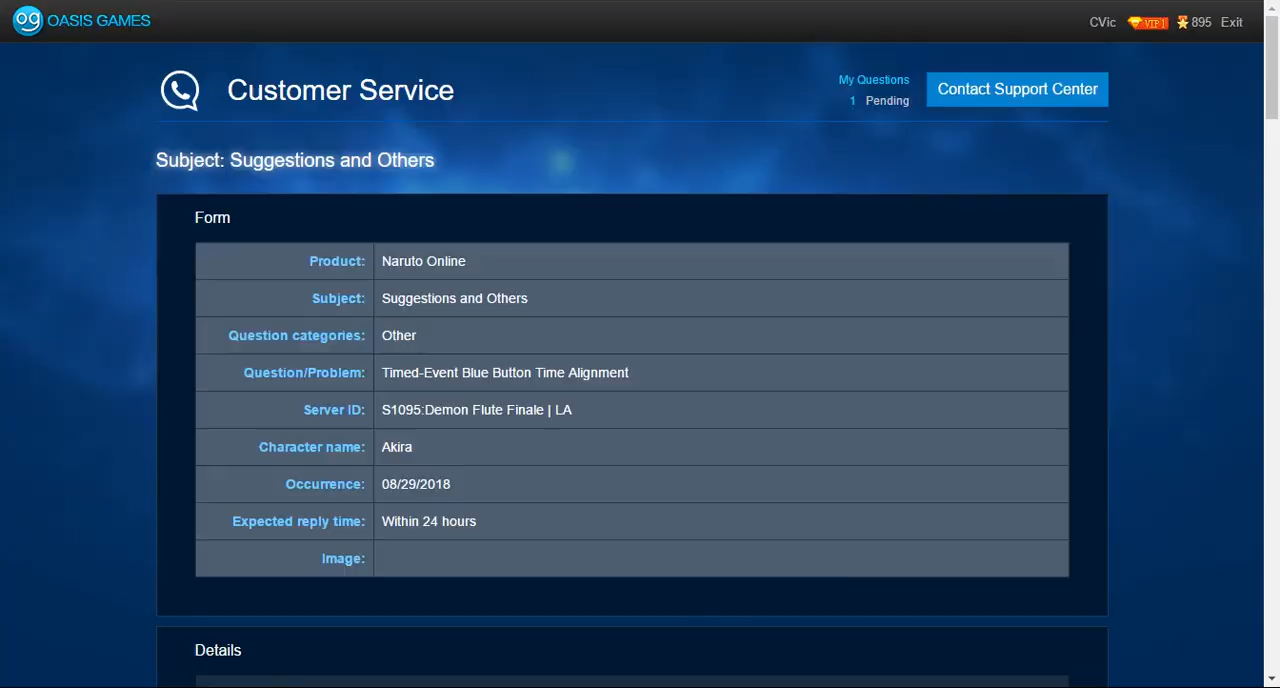 og OASIS GAMES CVic VIP 1 895 Exit
Customer Service
My Questions
1 Pending
Contact Support Center
Subject: Suggestions and Others
Form
Product: Naruto Online
Subject: Suggestions and Others
Question categories: Other
Question/Problem: Timed-Event Blue Button Time Alignment
Server ID: S1095:Demon Flute Finale | LA
Character name: Akira
Occurrence: 08/29/2018
Expected reply time: Within 24 hours
Image:
Details